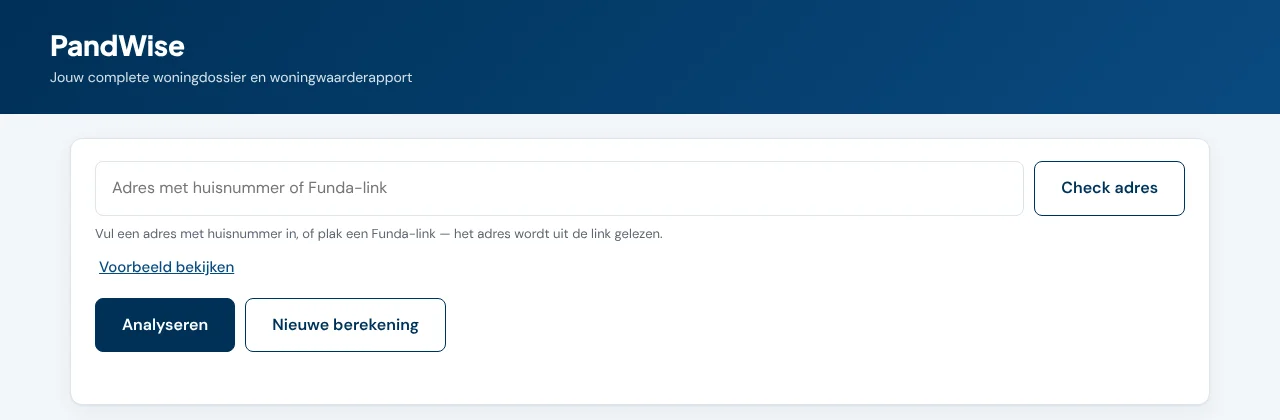 PandWise
Jouw complete woningdossier en woningwaarderapport
Adres met huisnummer of Funda-link
Check adres
Vul een adres met huisnummer in, of plak een Funda-link — het adres wordt uit de link gelezen.
Voorbeeld bekijken
Analyseren
Nieuwe berekening